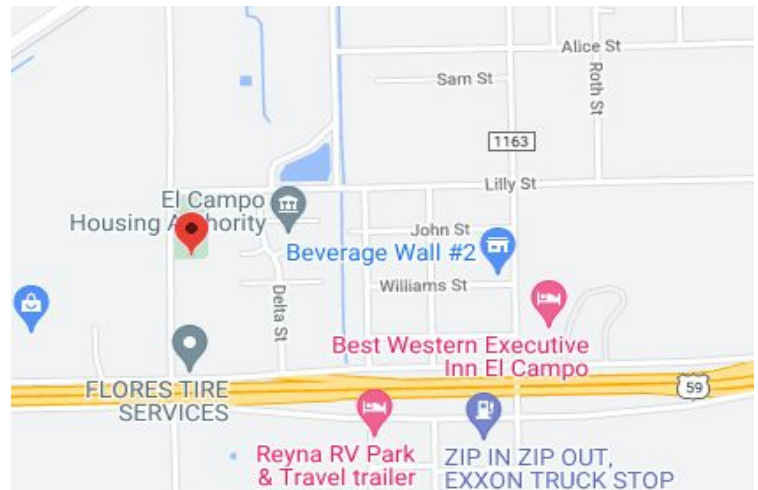 Alice St
Sam St
Roth St
1163
Lilly St
El Campo
Housing Authority
John St
Beverage Wall #2
Williams St
Delta St
Best Western Executive
Inn El Campo
59
FLORES TIRE
SERVICES
Reyna RV Park
& Travel trailer
ZIP IN ZIP OUT,
EXXON TRUCK STOP